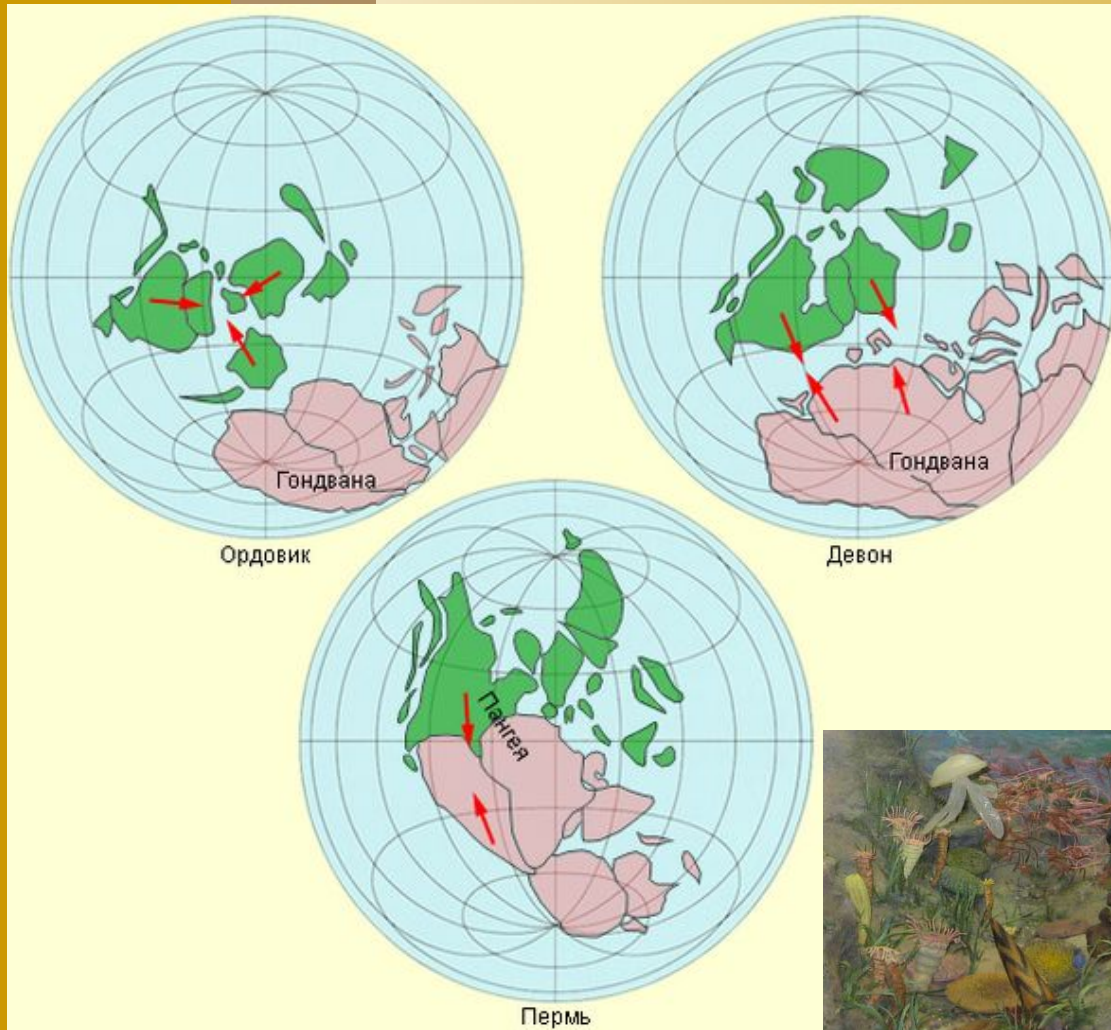 Гондвана
Гондвана
Ордовик
Девон
Пангея
Пермь